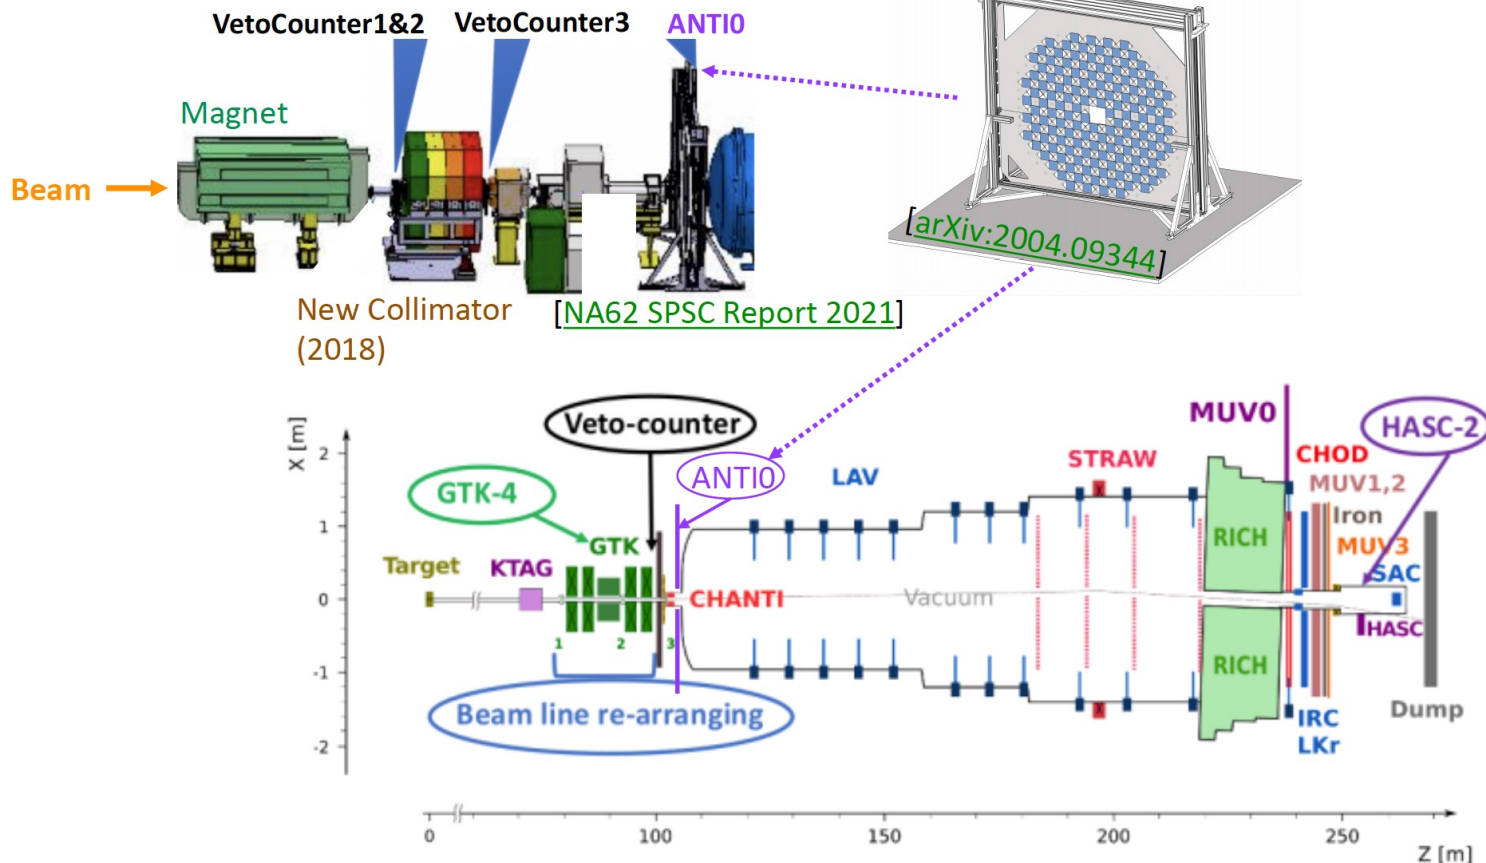 VetoCounter1&2 VetoCounter3 ANTI0
Magnet
Beam
[arXiv:2004.09344]
New Collimator
(2018)
[NA62 SPSC Report 2021]
Veto-counter
MUV0
HASC-2
X [m]
2
1
0
-1
-2
GTK-4
ANTI0
LAV
STRAW
CHOD
MUV1,2
Iron
MUV3
SAC
HASC
GTK
Target
KTAG
CHANTI
Vacuum
RICH
RICH
1 2 3
Beam line re-arranging
IRC
LKr
Dump
0 100 150 200 250
Z [m]